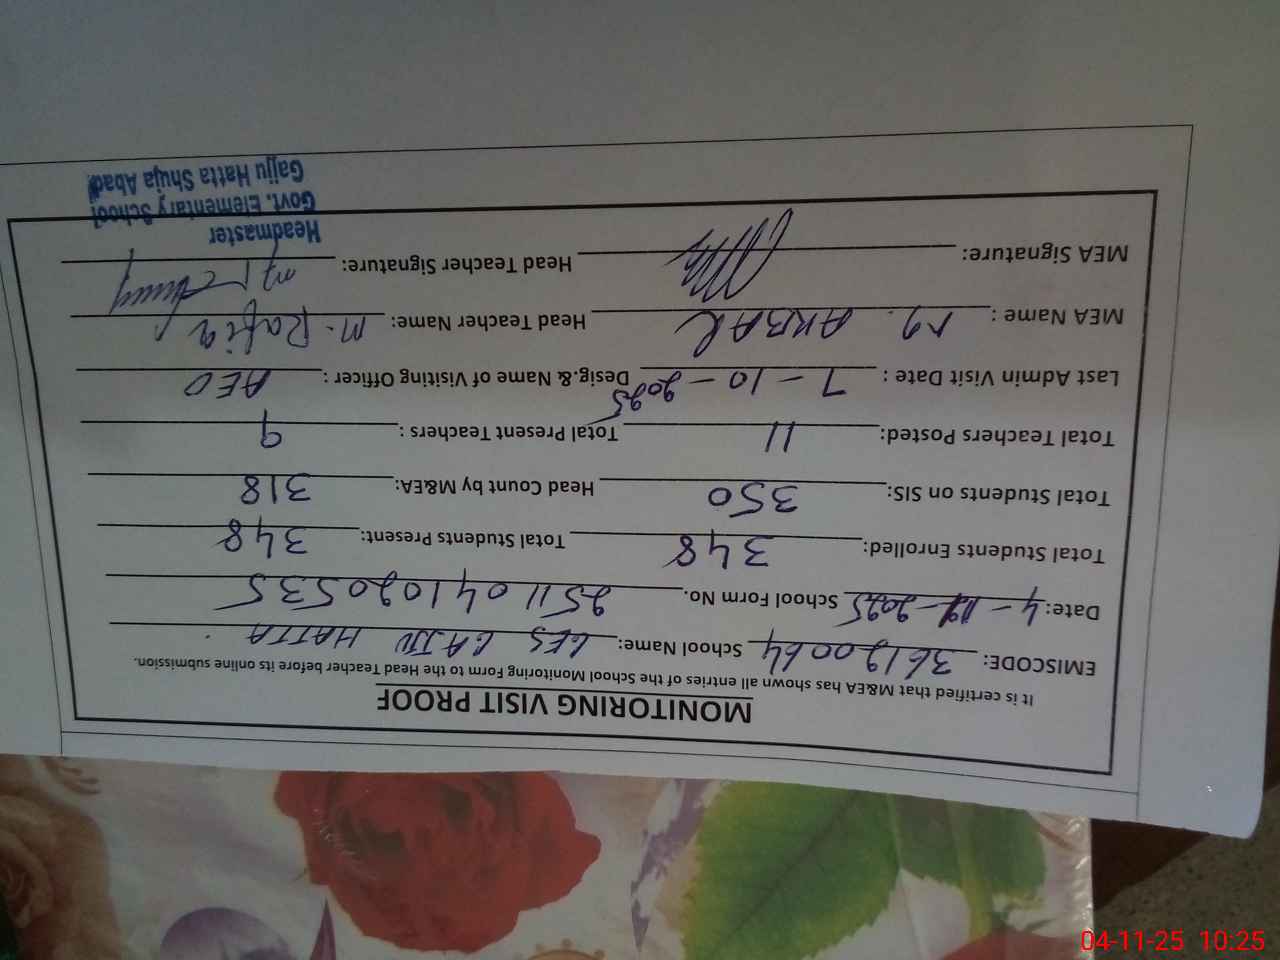 MONITORING VISIT PROOF
It is certified that M&EA has shown all entries of the School Monitoring Form to the Head Teacher before its online submission.
EMISCODE: 36190064 School Name: GES GAJJU HATTA
Date: 4-11-2025 School Form No. 2511041020535
Total Students Enrolled: 348 Total Students Present: 348
Total Students on SIS: 350 Head Count by M&EA: 318
Total Teachers Posted: 11 Total Present Teachers : 9
Last Admin Visit Date : 7-10-2025 Desig.& Name of Visiting Officer : AEO
MEA Name : M. AKBAR Head Teacher Name: M. Rafiq
MEA Signature: Head Teacher Signature:
Headmaster
Govt. Elementary School
Gajju Hatta Shuja Abad
04-11-25 10:25